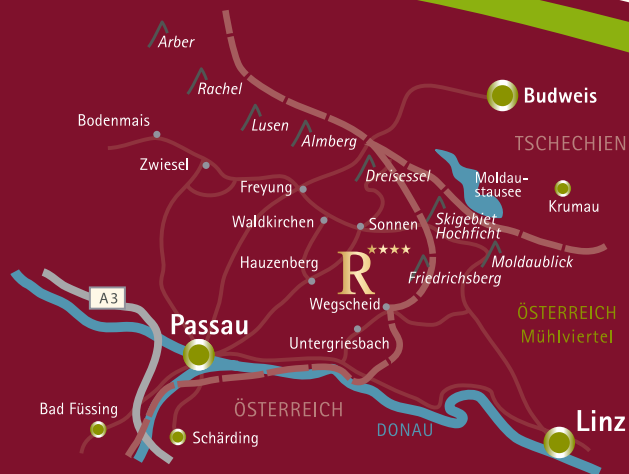 Arber
Rachel
Budweis
Bodenmais
Lusen
Almberg
TSCHECHIEN
Zwiesel
Dreisessel
Moldau-
stausee
Freyung
Krumau
Waldkirchen
Sonnen
Skigebiet
Hochficht
R****
Hauzenberg
Friedrichsberg
Moldaublick
A3
Wegscheid
ÖSTERREICH
Mühlviertel
Passau
Untergriesbach
Bad Füssing
ÖSTERREICH
DONAU
Linz
Schärding